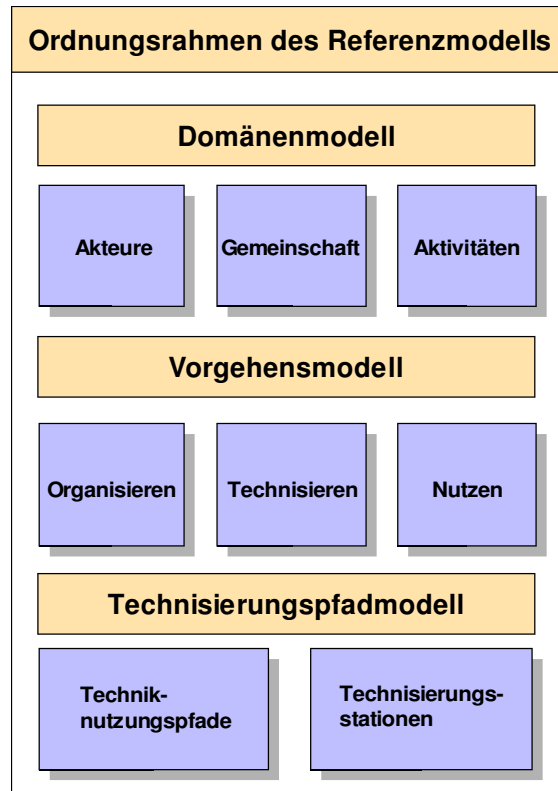 Ordnungsrahmen des Referenzmodells
Domänenmodell
Akteure
Gemeinschaft
Aktivitäten
Vorgehensmodell
Organisieren
Technisieren
Nutzen
Technisierungspfadmodell
Technik-
nutzungspfade
Technisierungs-
stationen